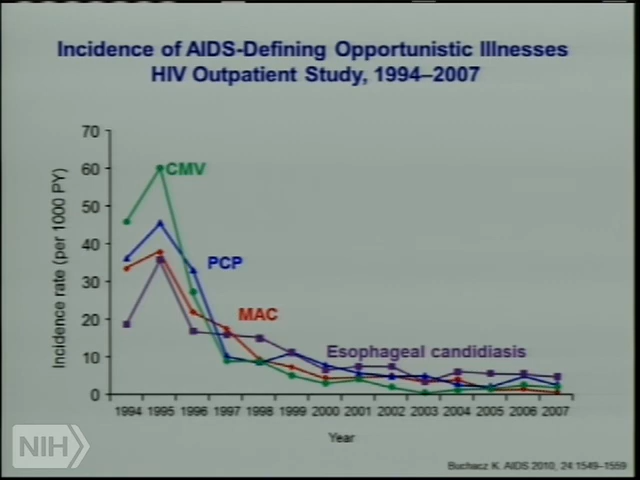 Incidence of AIDS-Defining Opportunistic Illnesses
HIV Outpatient Study, 1994–2007
70
60
50
40
30
20
10
0
Incidence rate (per 1000 PY)
CMV
PCP
MAC
Esophageal candidiasis
1994 1995 1996 1997 1998 1999 2000 2001 2002 2003 2004 2005 2006 2007
Year
NIH
Buchacz K. AIDS 2010, 24:1549–1559